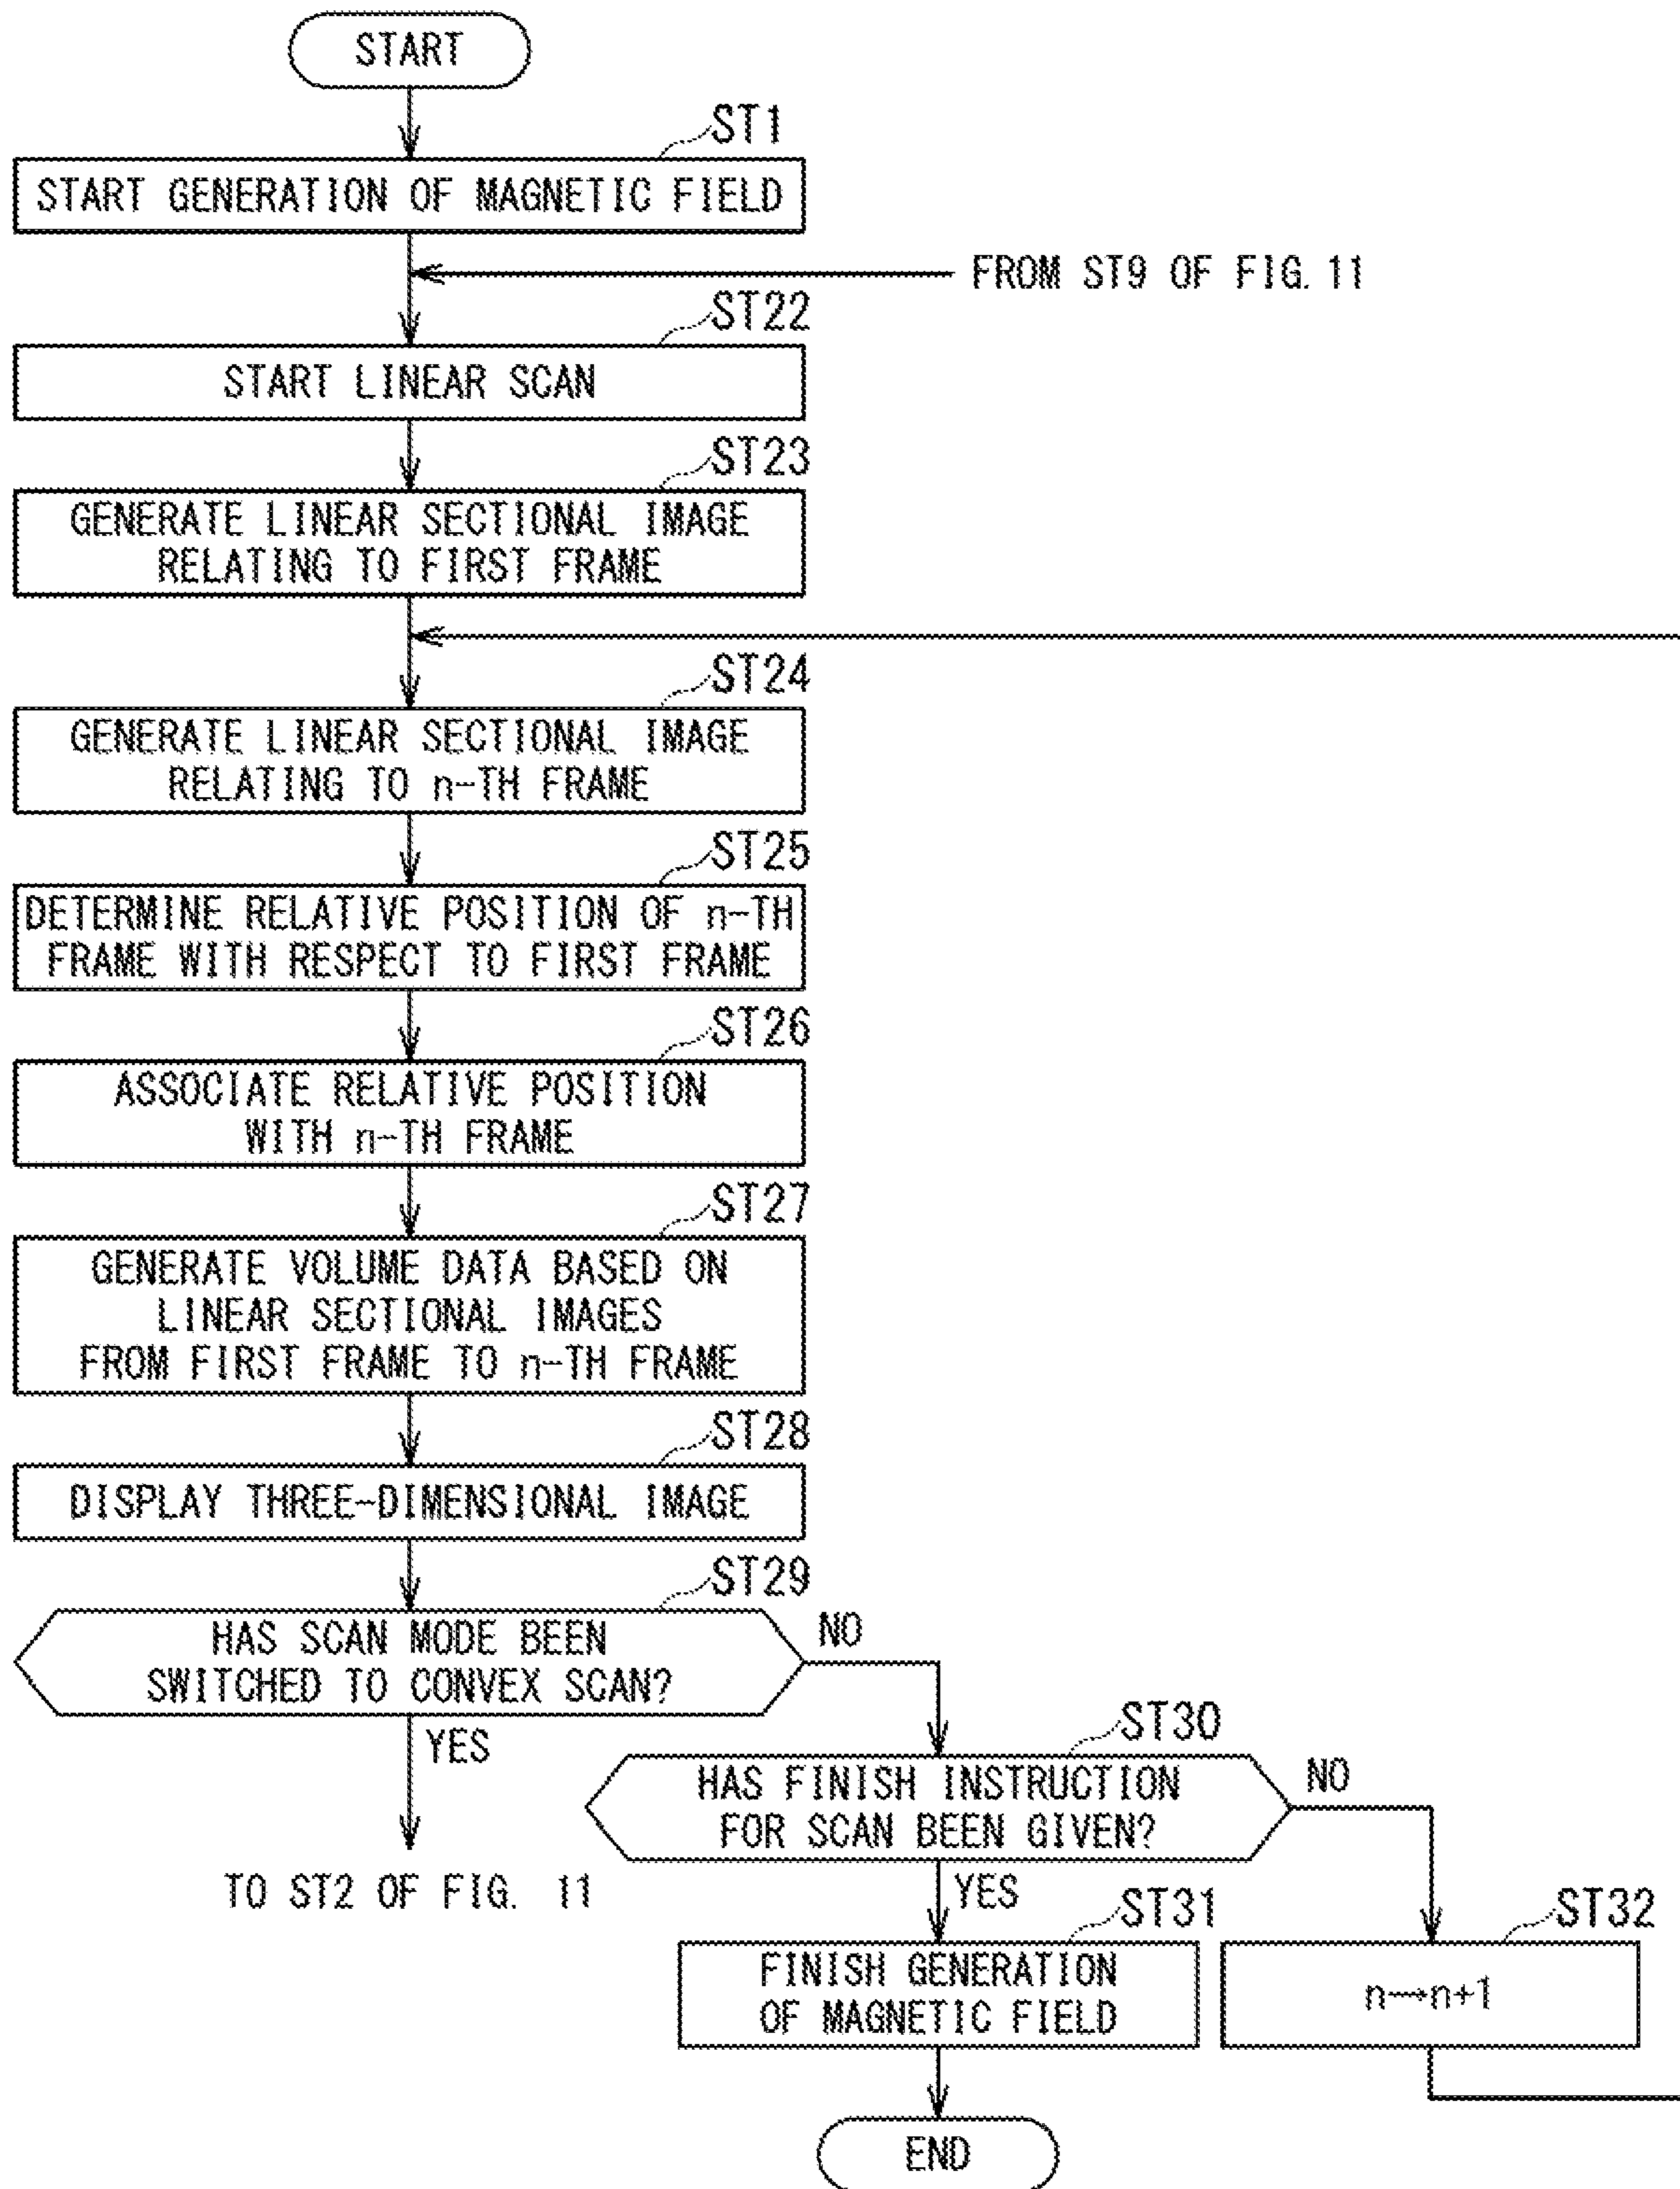 START
ST1
START GENERATION OF MAGNETIC FIELD
FROM ST9 OF FIG. 11
ST22
START LINEAR SCAN
ST23
GENERATE LINEAR SECTIONAL IMAGE
RELATING TO FIRST FRAME
ST24
GENERATE LINEAR SECTIONAL IMAGE
RELATING TO n-TH FRAME
ST25
DETERMINE RELATIVE POSITION OF n-TH
FRAME WITH RESPECT TO FIRST FRAME
ST26
ASSOCIATE RELATIVE POSITION
WITH n-TH FRAME
ST27
GENERATE VOLUME DATA BASED ON
LINEAR SECTIONAL IMAGES
FROM FIRST FRAME TO n-TH FRAME
ST28
DISPLAY THREE-DIMENSIONAL IMAGE
ST29
HAS SCAN MODE BEEN
SWITCHED TO CONVEX SCAN?
NO
YES
TO ST2 OF FIG. 11
ST30
HAS FINISH INSTRUCTION
FOR SCAN BEEN GIVEN?
NO
YES
ST31
FINISH GENERATION
OF MAGNETIC FIELD
ST32
n→n+1
END